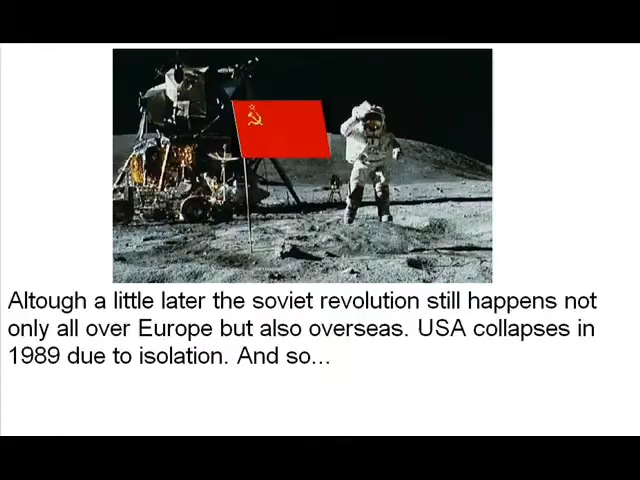 Altough a little later the soviet revolution still happens not
only all over Europe but also overseas. USA collapses in
1989 due to isolation. And so...